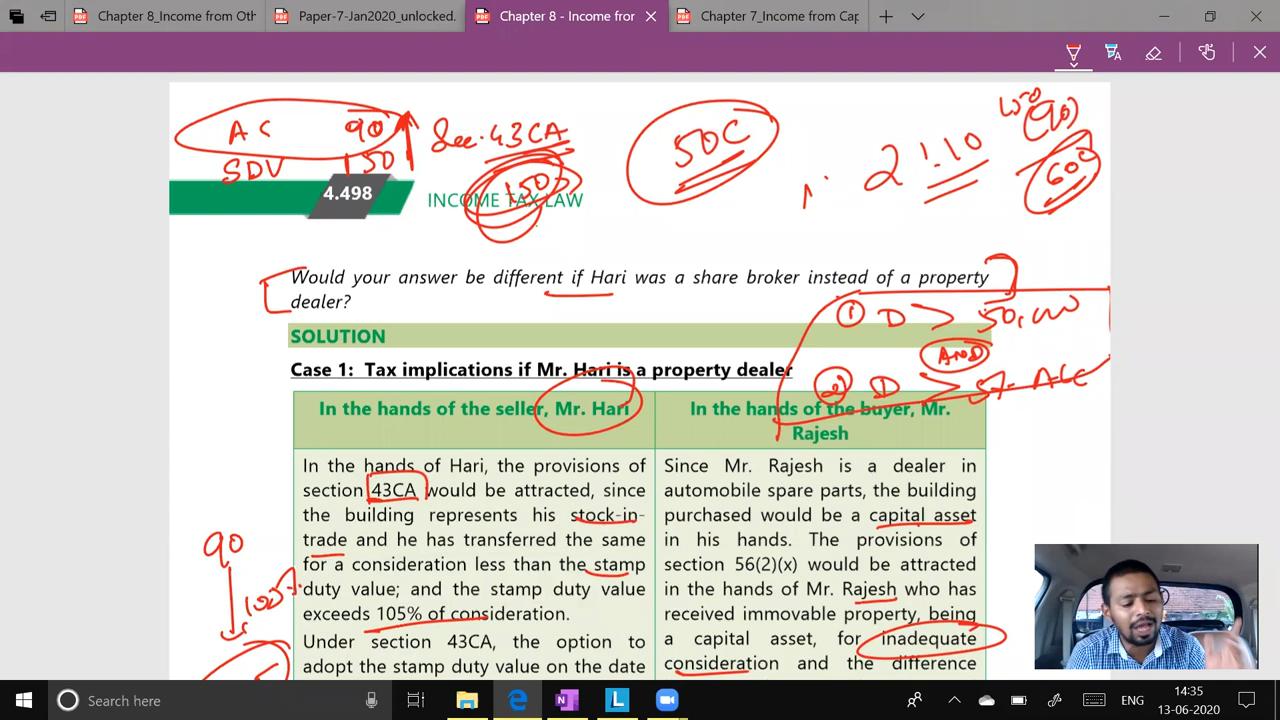 Chapter 8_Income from Oth
Paper-7-Jan2020_unlocked.
Chapter 8 - Income fror
Chapter 7_Income from Cap
AC 90
SDV 150
Sec. 43CA
150
50C
2 1.10
(90)
600
4.498
INCOME TAX LAW
Would your answer be different if Hari was a share broker instead of a property
dealer?
① D > 50,000
AND
② D > 5% ACC
SOLUTION
Case 1: Tax implications if Mr. Hari is a property dealer
In the hands of the seller, Mr. Hari
In the hands of Hari, the provisions of
section 43CA would be attracted, since
the building represents his stock-in-
trade and he has transferred the same
for a consideration less than the stamp
duty value; and the stamp duty value
exceeds 105% of consideration.
Under section 43CA, the option to
adopt the stamp duty value on the date
In the hands of the buyer, Mr.
Rajesh
Since Mr. Rajesh is a dealer in
automobile spare parts, the building
purchased would be a capital asset
in his hands. The provisions of
section 56(2)(x) would be attracted
in the hands of Mr. Rajesh who has
received immovable property, being
a capital asset, for inadequate
consideration and the difference
90
Search here
ENG
14:35
13-06-2020